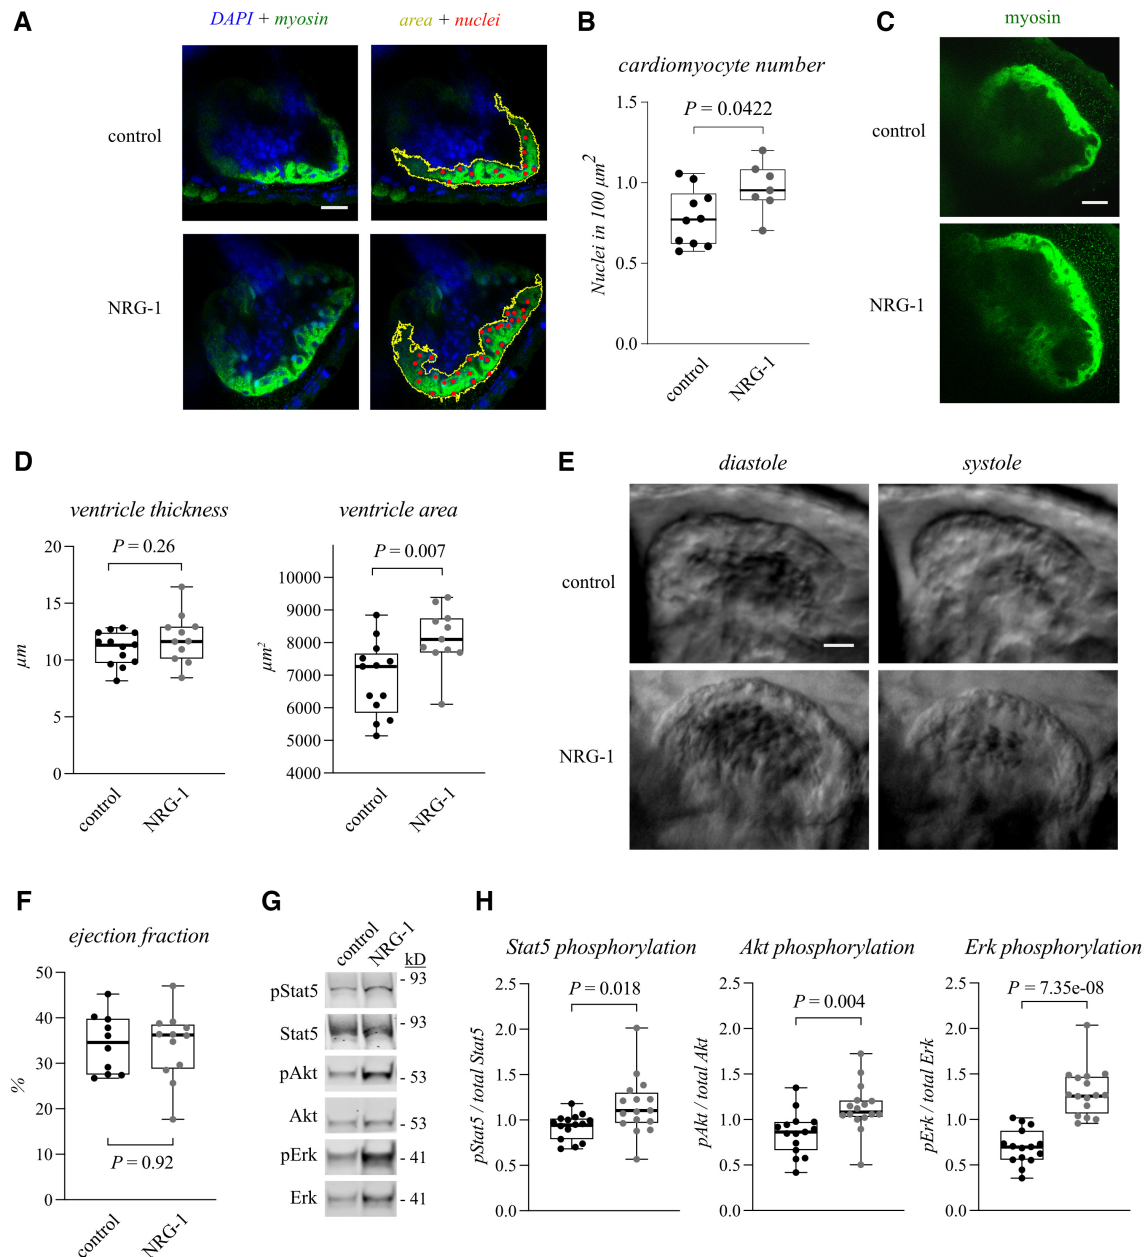 A
DAPI + myosin
area + nuclei
control
NRG-1
B
cardiomyocyte number
P = 0.0422
1.5
1.0
0.5
0.0
Nuclei in 100 μm2
control
NRG-1
C
myosin
control
NRG-1
D
ventricle thickness
P = 0.26
20
15
10
5
0
μm
control
NRG-1
ventricle area
P = 0.007
10000
9000
8000
7000
6000
5000
4000
μm2
control
NRG-1
E
diastole
systole
control
NRG-1
F
ejection fraction
50
40
30
20
10
0
%
P = 0.92
control
NRG-1
G
control
NRG-1
kD
pStat5
- 93
Stat5
- 93
pAkt
- 53
Akt
- 53
pErk
- 41
Erk
- 41
H
Stat5 phosphorylation
P = 0.018
2.5
2.0
1.5
1.0
0.5
0.0
pStat5 / total Stat5
Akt phosphorylation
P = 0.004
2.5
2.0
1.5
1.0
0.5
0.0
pAkt / total Akt
Erk phosphorylation
P = 7.35e-08
2.5
2.0
1.5
1.0
0.5
0.0
pErk / total Erk